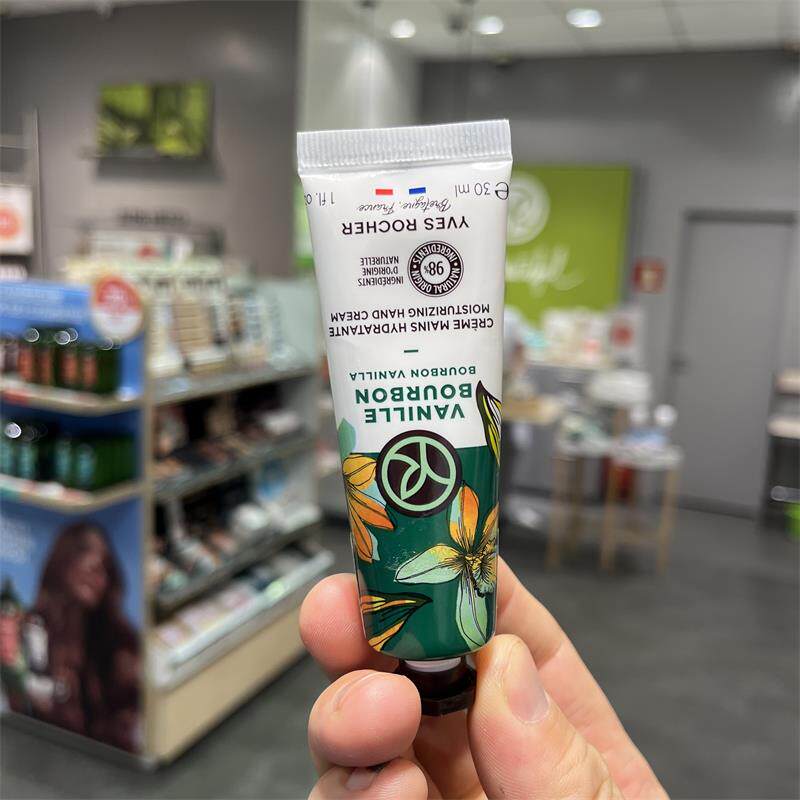 VANILLE
BOURBON
BOURBON VANILLA
–
CRÈME MAINS HYDRATANTE
MOISTURIZING HAND CREAM
98%
NATURAL ORIGIN
INGREDIENTS
INGRÉDIENTS
D'ORIGINE
NATURELLE
YVES ROCHER
Bretagne, France
℮ 30 ml
1 fl. oz